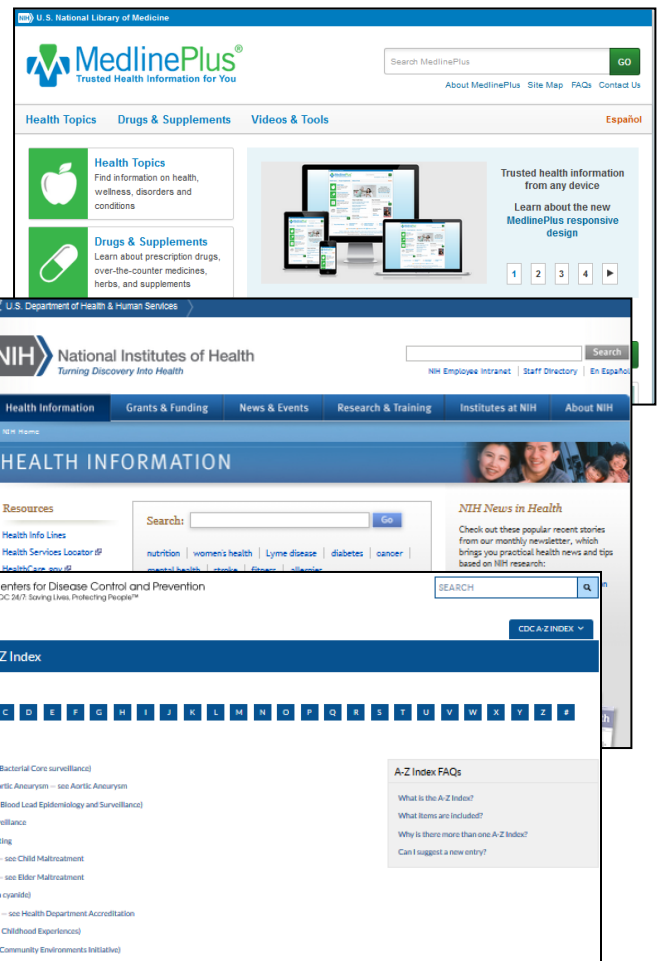 NIH U.S. National Library of Medicine
MedlinePlus®
Trusted Health Information for You
Search MedlinePlus GO
About MedlinePlus Site Map FAQs Contact Us
Health Topics Drugs & Supplements Videos & Tools Español
Health Topics
Find information on health,
wellness, disorders and
conditions
Drugs & Supplements
Learn about prescription drugs,
over-the-counter medicines,
herbs, and supplements
Trusted health information
from any device
Learn about the new
MedlinePlus responsive
design
1 2 3 4
U.S. Department of Health & Human Services
NIH National Institutes of Health
Turning Discovery Into Health
Search
NIH Employee Intranet | Staff Directory | En Español
Health Information Grants & Funding News & Events Research & Training Institutes at NIH About NIH
NIH Home
HEALTH INFORMATION
Resources
Health Info Lines
Health Services Locator
HealthCare.gov
Search: Go
nutrition | women's health | Lyme disease | diabetes | cancer |
mental health | stroke | fitness | allergies
NIH News in Health
Check out these popular recent stories
from our monthly newsletter, which
brings you practical health news and tips
based on NIH research:
enters for Disease Control and Prevention
CDC 24/7: Saving Lives, Protecting People™
SEARCH
CDC A-Z INDEX
Z Index
C D E F G H I J K L M N O P Q R S T U V W X Y Z #
Bacterial Core surveillance)
ortic Aneurysm — see Aortic Aneurysm
Blood Lead Epidemiology and Surveillance)
veillance
ting
– see Child Maltreatment
– see Elder Maltreatment
cyanide)
— see Health Department Accreditation
Childhood Experiences)
Community Environments Initiative)
A-Z Index FAQs
What is the A-Z Index?
What items are included?
Why is there more than one A-Z Index?
Can I suggest a new entry?